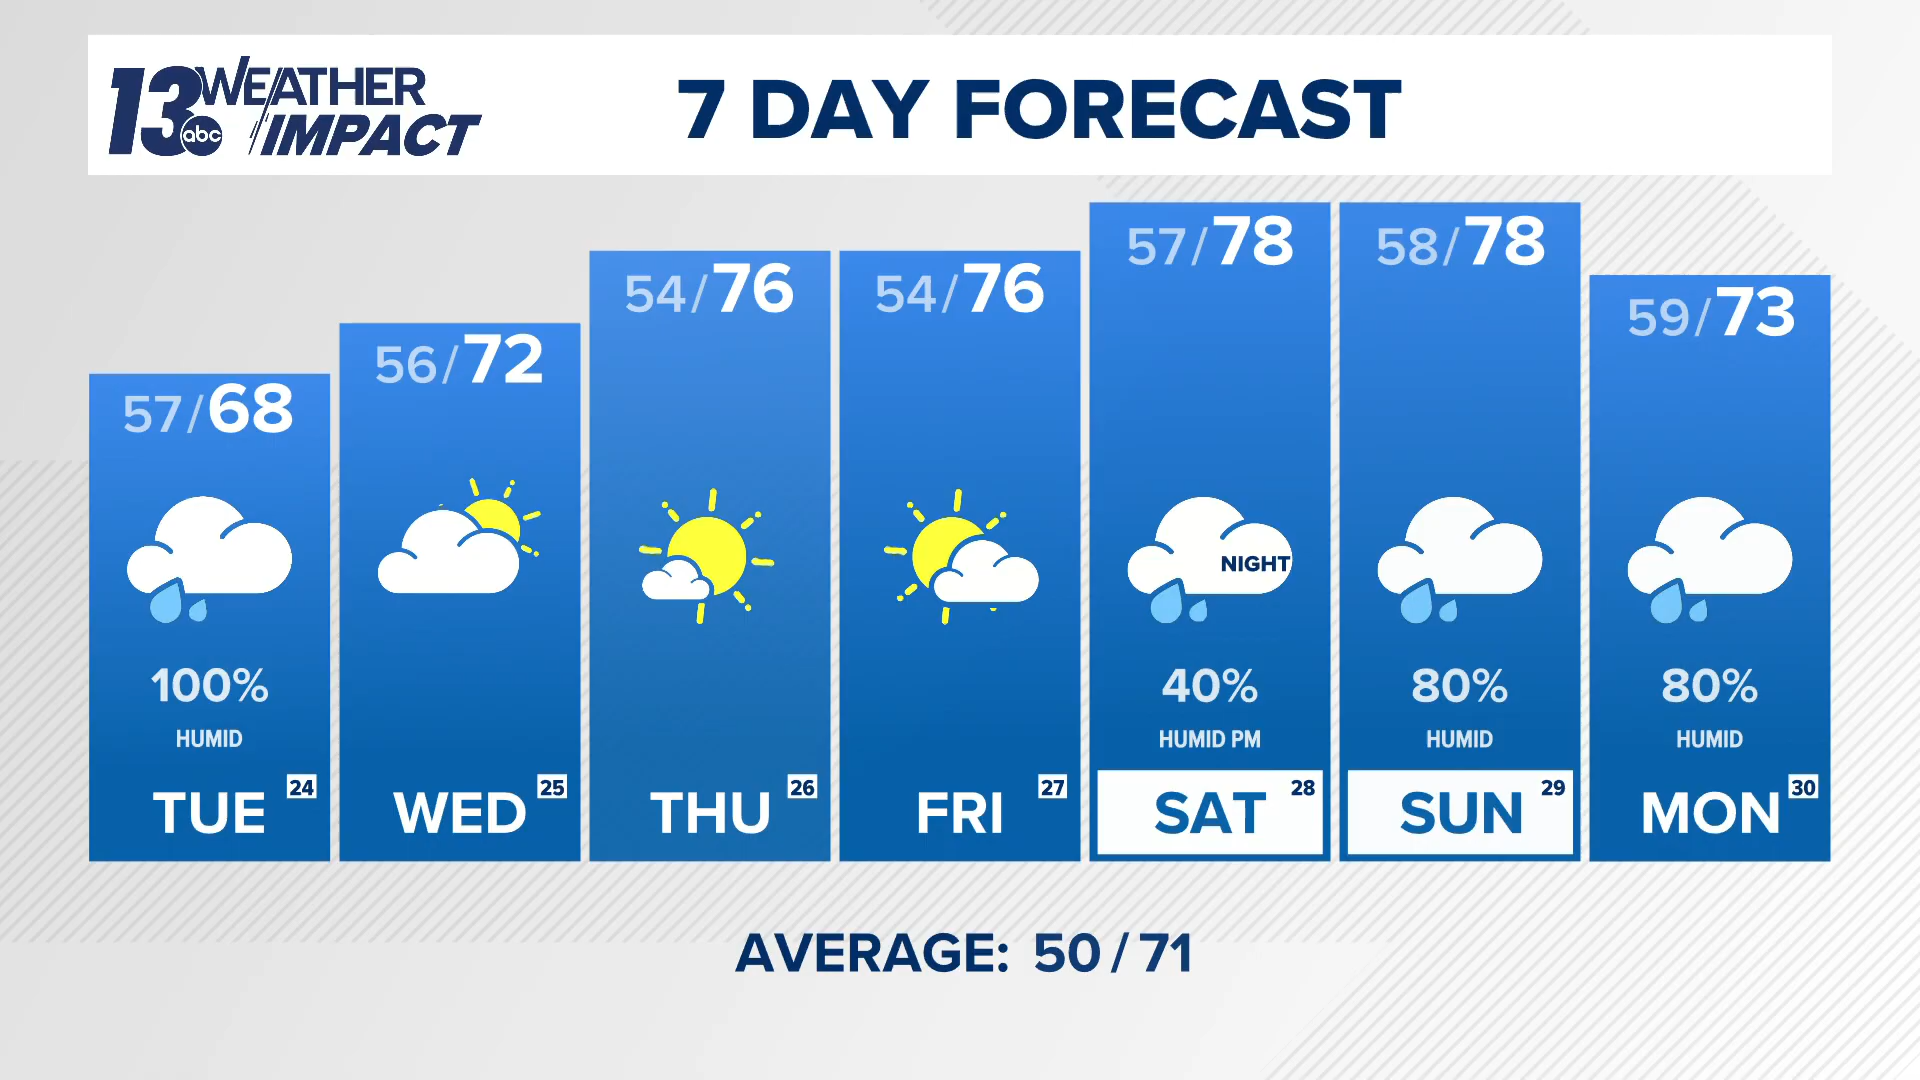 13 abc WEATHER IMPACT
7 DAY FORECAST
57/68
100%
HUMID
TUE 24
56/72
WED 25
54/76
THU 26
54/76
FRI 27
57/78
NIGHT
40%
HUMID PM
SAT 28
58/78
80%
HUMID
SUN 29
59/73
80%
HUMID
MON 30
AVERAGE: 50/71